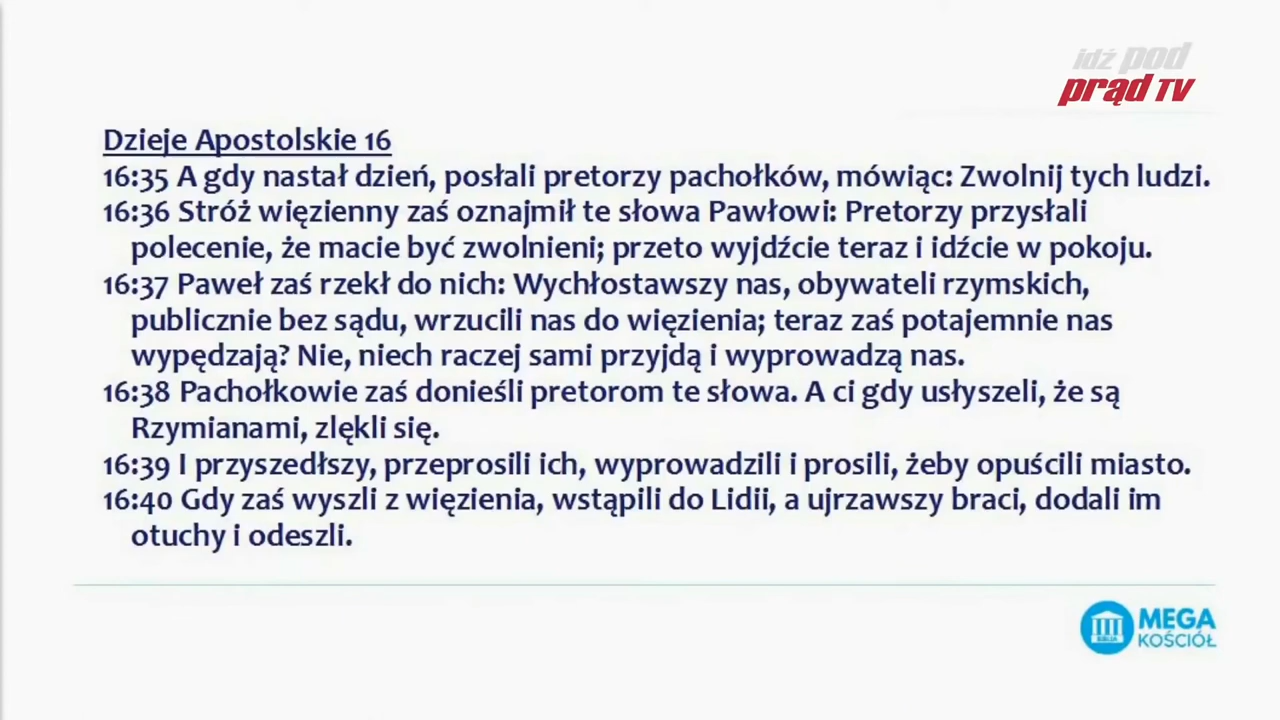 idź pod
prąd TV
Dzieje Apostolskie 16
16:35 A gdy nastał dzień, posłali pretorzy pachołków, mówiąc: Zwolnij tych ludzi.
16:36 Stróż więzienny zaś oznajmił te słowa Pawłowi: Pretorzy przysłali
polecenie, że macie być zwolnieni; przeto wyjdźcie teraz i idźcie w pokoju.
16:37 Paweł zaś rzekł do nich: Wychłostawszy nas, obywateli rzymskich,
publicznie bez sądu, wrzucili nas do więzienia; teraz zaś potajemnie nas
wypędzają? Nie, niech raczej sami przyjdą i wyprowadzą nas.
16:38 Pachołkowie zaś donieśli pretorom te słowa. A ci gdy usłyszeli, że są
Rzymianami, zlękli się.
16:39 I przyszedłszy, przeprosili ich, wyprowadzili i prosili, żeby opuścili miasto.
16:40 Gdy zaś wyszli z więzienia, wstąpili do Lidii, a ujrzawszy braci, dodali im
otuchy i odeszli.
BIBLIA
MEGA
KOŚCIÓŁ